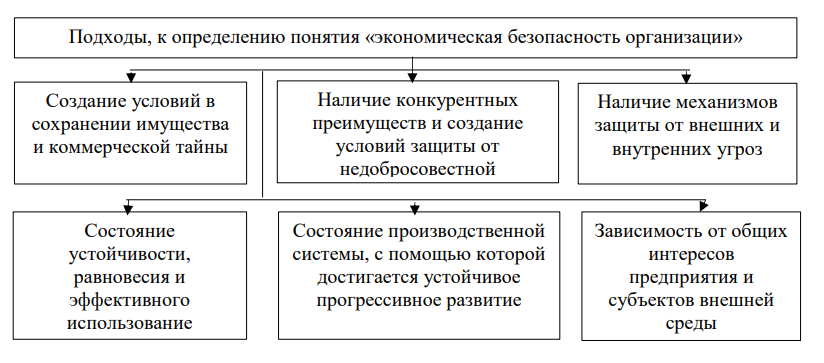 Подходы, к определению понятия «экономическая безопасность организации»
Создание условий в
сохранении имущества
и коммерческой тайны
Наличие конкурентных
преимуществ и создание
условий защиты от
недобросовестной
Наличие механизмов
защиты от внешних и
внутренних угроз
Состояние
устойчивости,
равновесия и
эффективного
использование
Состояние производственной
системы, с помощью которой
достигается устойчивое
прогрессивное развитие
Зависимость от общих
интересов
предприятия и
субъектов внешней
среды